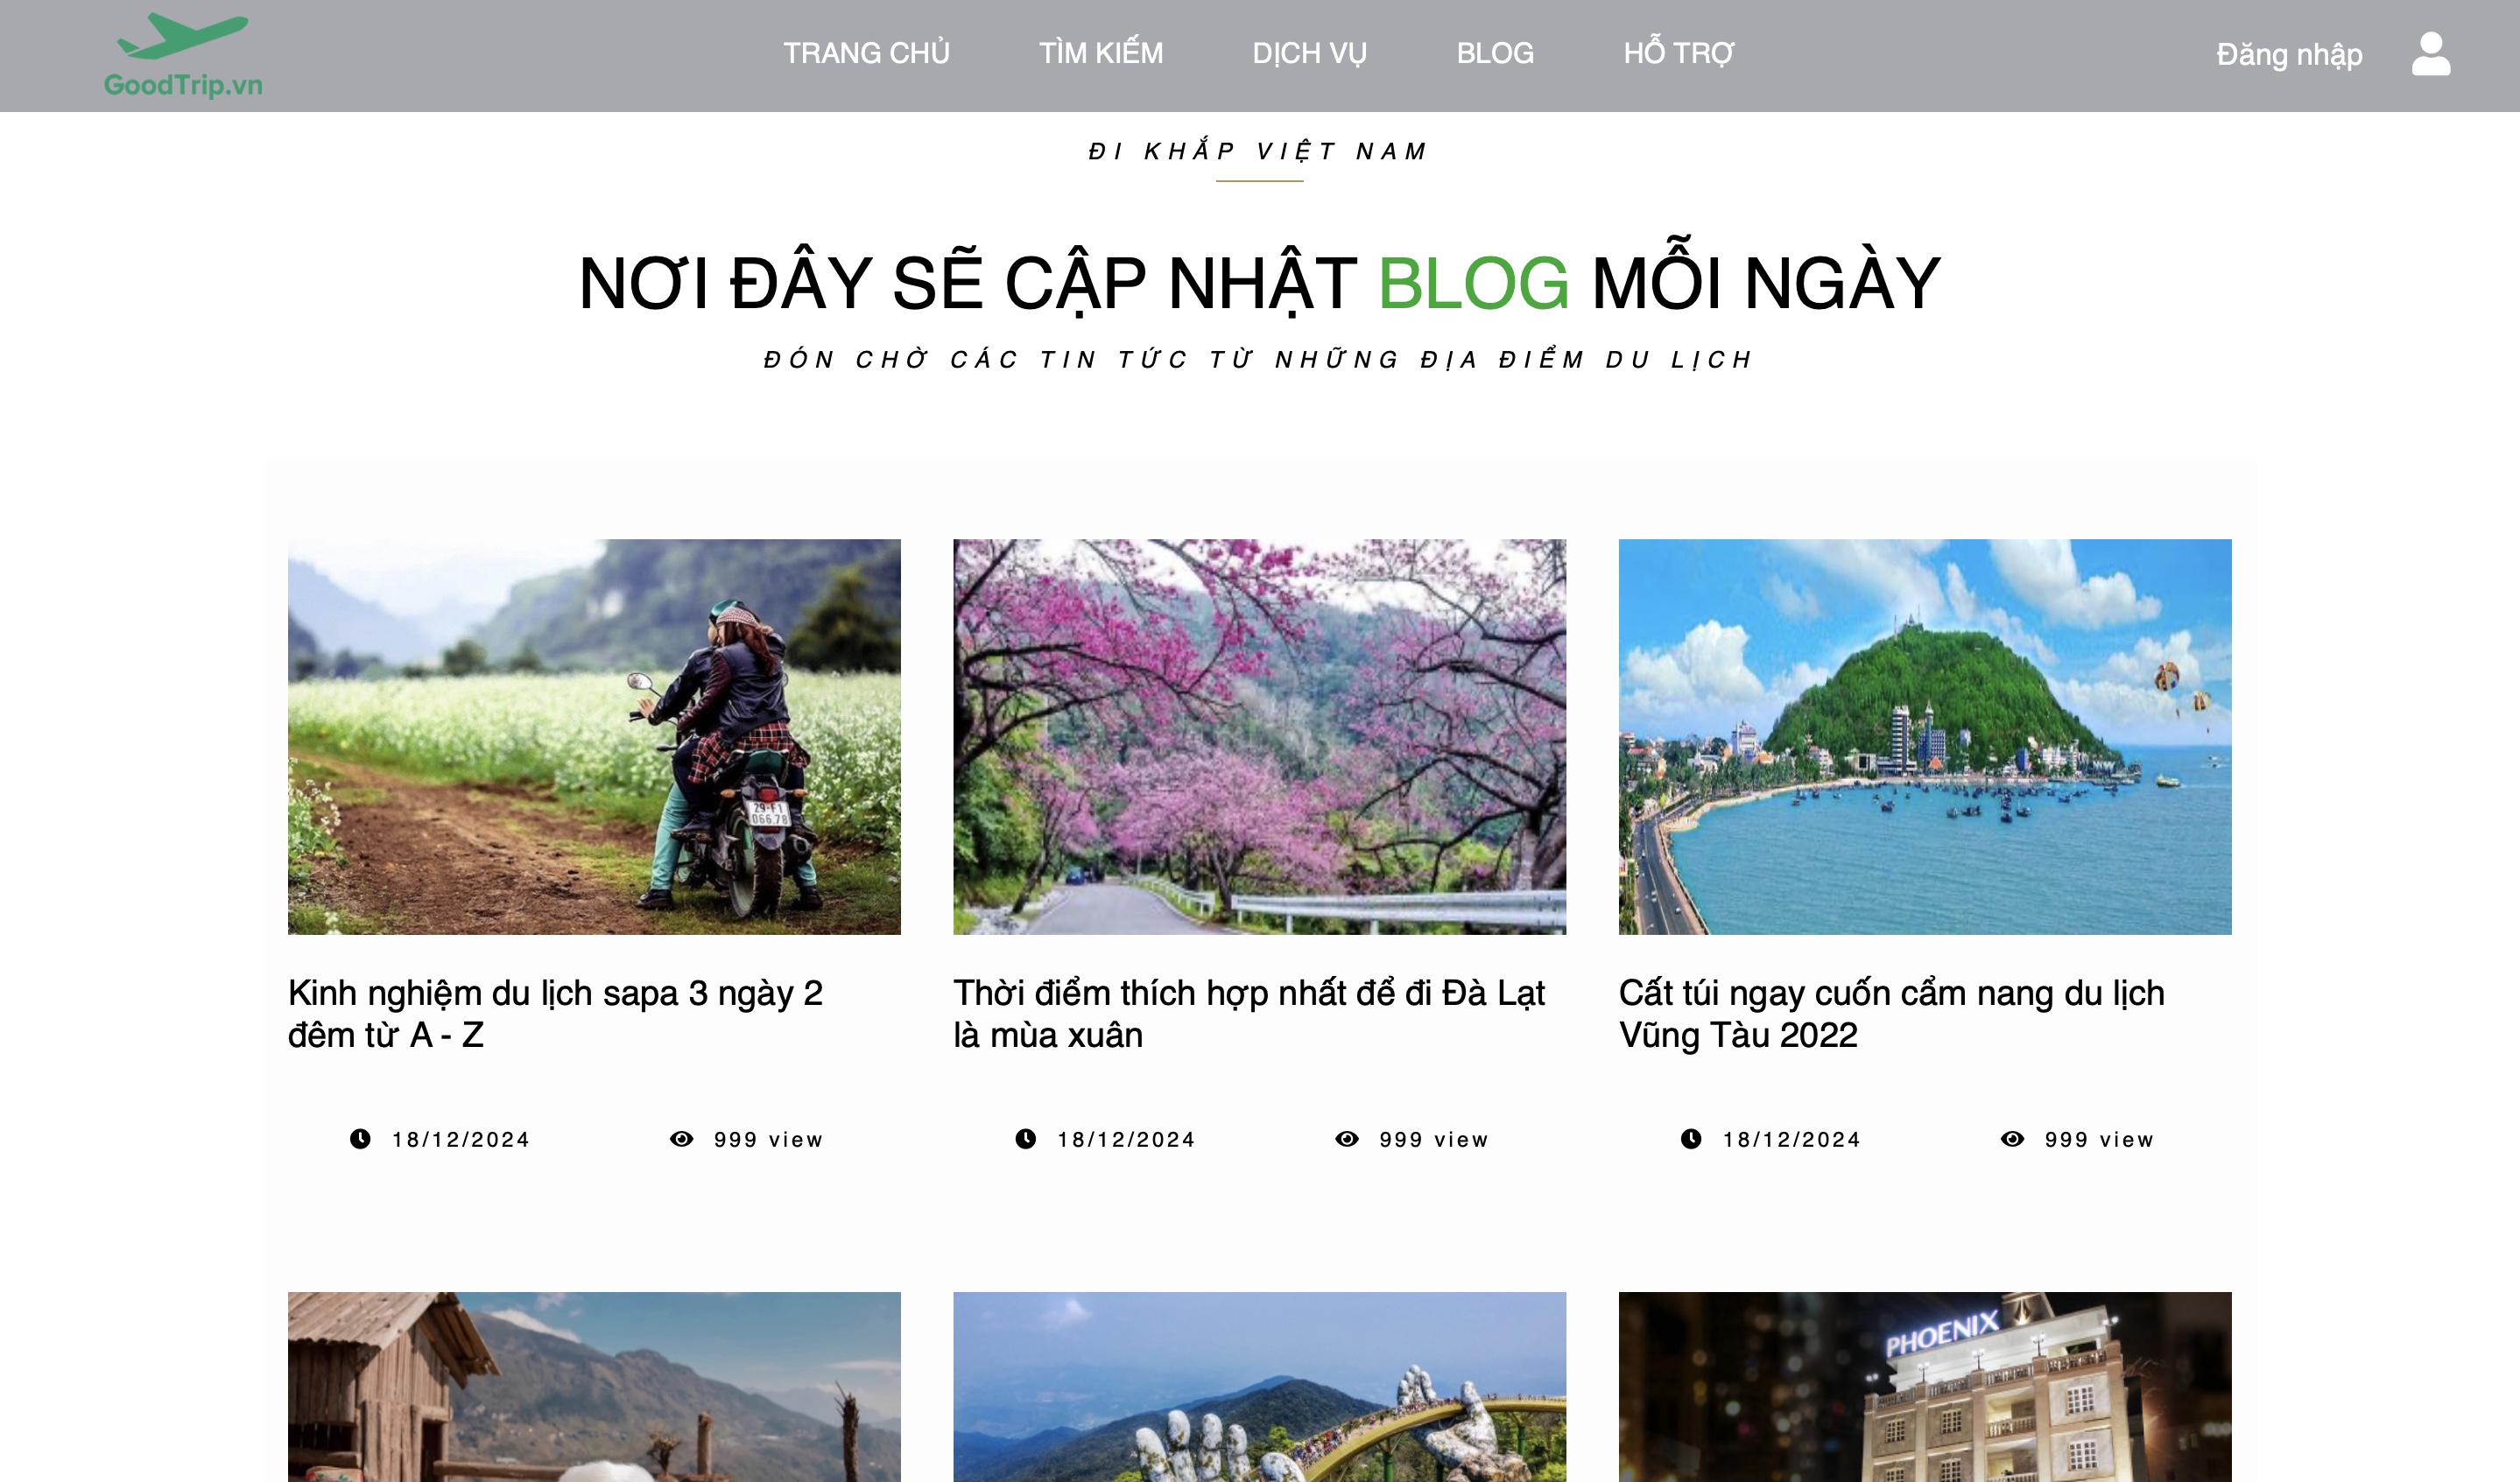 GoodTrip.vn
TRANG CHỦ
TÌM KIẾM
DỊCH VỤ
BLOG
HỖ TRỢ
Đăng nhập
ĐI KHẮP VIỆT NAM
NƠI ĐÂY SẼ CẬP NHẬT BLOG MỖI NGÀY
ĐÓN CHỜ CÁC TIN TỨC TỪ NHỮNG ĐỊA ĐIỂM DU LỊCH
29-F1
066.78
Kinh nghiệm du lịch sapa 3 ngày 2
đêm từ A - Z
18/12/2024
999 view
Thời điểm thích hợp nhất để đi Đà Lạt
là mùa xuân
18/12/2024
999 view
Cất túi ngay cuốn cẩm nang du lịch
Vũng Tàu 2022
18/12/2024
999 view
PHOENIX